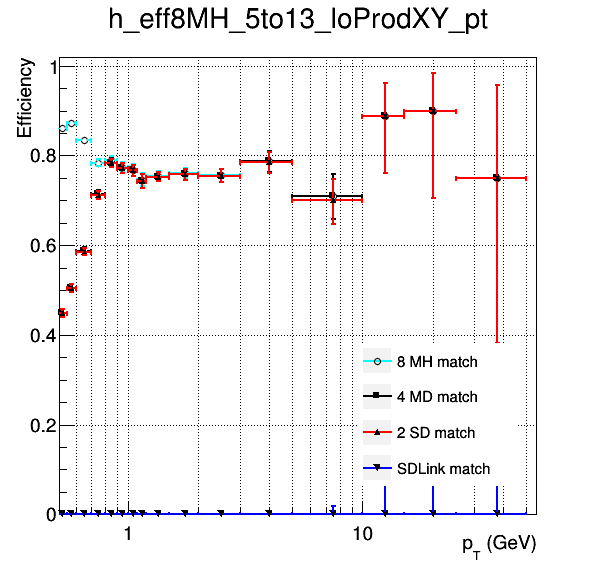 h_eff8MH_5to13_loProdXY_pt
Efficiency
1
0.8
0.6
0.4
0.2
0
8 MH match
4 MD match
2 SD match
SDLink match
1
10
p_T (GeV)